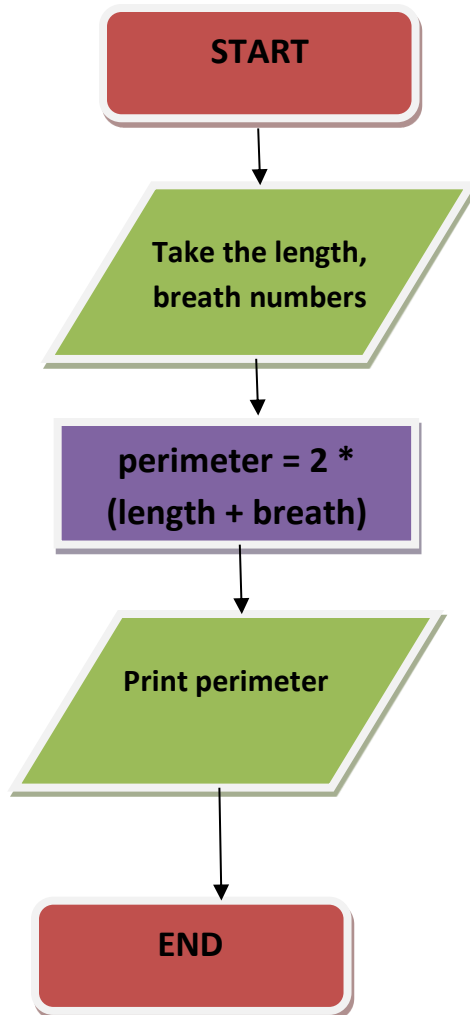 START
Take the length,
breath numbers
perimeter = 2 *
(length + breath)
Print perimeter
END